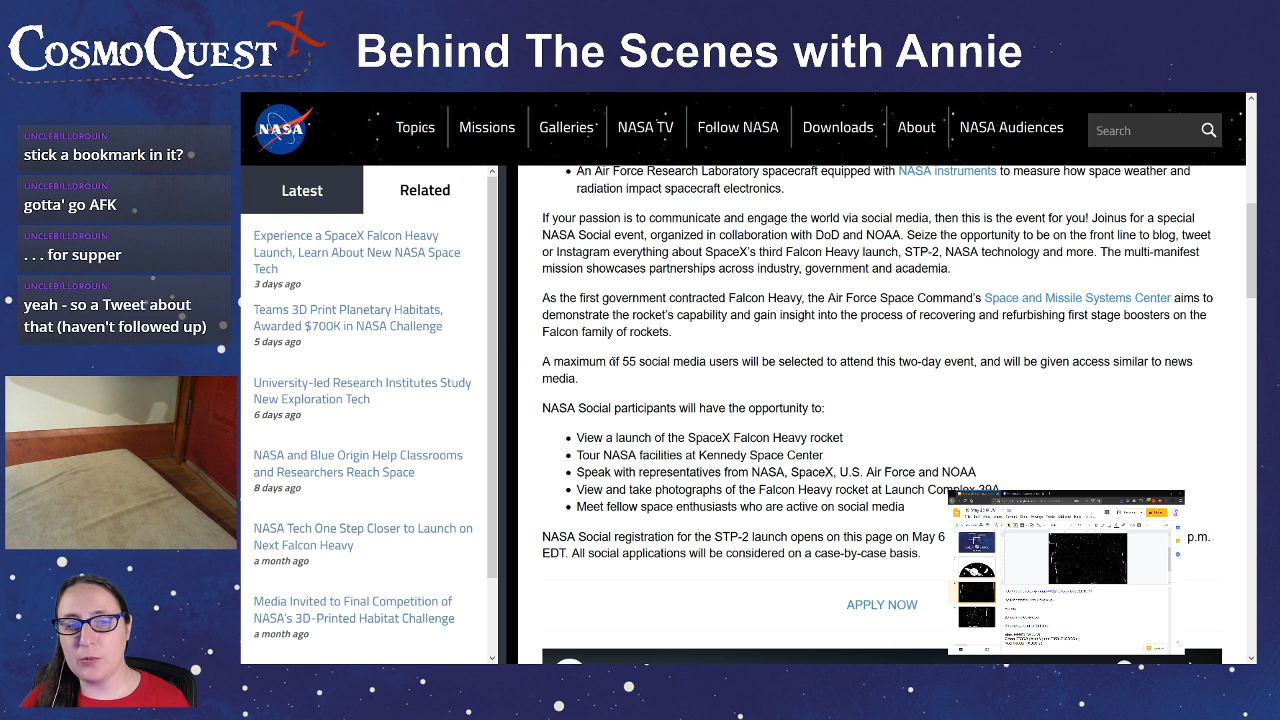 COSMOQUEST X
Behind The Scenes with Annie
NASA
Topics
Missions
Galleries
NASA TV
Follow NASA
Downloads
About
NASA Audiences
Search
UNCLEBILLDROUIN
stick a bookmark in it?
UNCLEBILLDROUIN
gotta' go AFK
UNCLEBILLDROUIN
. . . for supper
UNCLEBILLDROUIN
yeah - so a Tweet about
that (haven't followed up)
Latest
Related
Experience a SpaceX Falcon Heavy
Launch, Learn About New NASA Space
Tech
3 days ago
Teams 3D Print Planetary Habitats,
Awarded $700K in NASA Challenge
5 days ago
University-led Research Institutes Study
New Exploration Tech
6 days ago
NASA and Blue Origin Help Classrooms
and Researchers Reach Space
8 days ago
NASA Tech One Step Closer to Launch on
Next Falcon Heavy
a month ago
Media Invited to Final Competition of
NASA's 3D-Printed Habitat Challenge
a month ago
An Air Force Research Laboratory spacecraft equipped with NASA instruments to measure how space weather and
radiation impact spacecraft electronics.
If your passion is to communicate and engage the world via social media, then this is the event for you! Joinus for a special
NASA Social event, organized in collaboration with DoD and NOAA. Seize the opportunity to be on the front line to blog, tweet
or Instagram everything about SpaceX's third Falcon Heavy launch, STP-2, NASA technology and more. The multi-manifest
mission showcases partnerships across industry, government and academia.
As the first government contracted Falcon Heavy, the Air Force Space Command's Space and Missile Systems Center aims to
demonstrate the rocket's capability and gain insight into the process of recovering and refurbishing first stage boosters on the
Falcon family of rockets.
A maximum of 55 social media users will be selected to attend this two-day event, and will be given access similar to news
media.
NASA Social participants will have the opportunity to:
View a launch of the SpaceX Falcon Heavy rocket
Tour NASA facilities at Kennedy Space Center
Speak with representatives from NASA, SpaceX, U.S. Air Force and NOAA
View and take photographs of the Falcon Heavy rocket at Launch Complex 39A
Meet fellow space enthusiasts who are active on social media
NASA Social registration for the STP-2 launch opens on this page on May 6 p.m.
EDT. All social applications will be considered on a case-by-case basis.
APPLY NOW